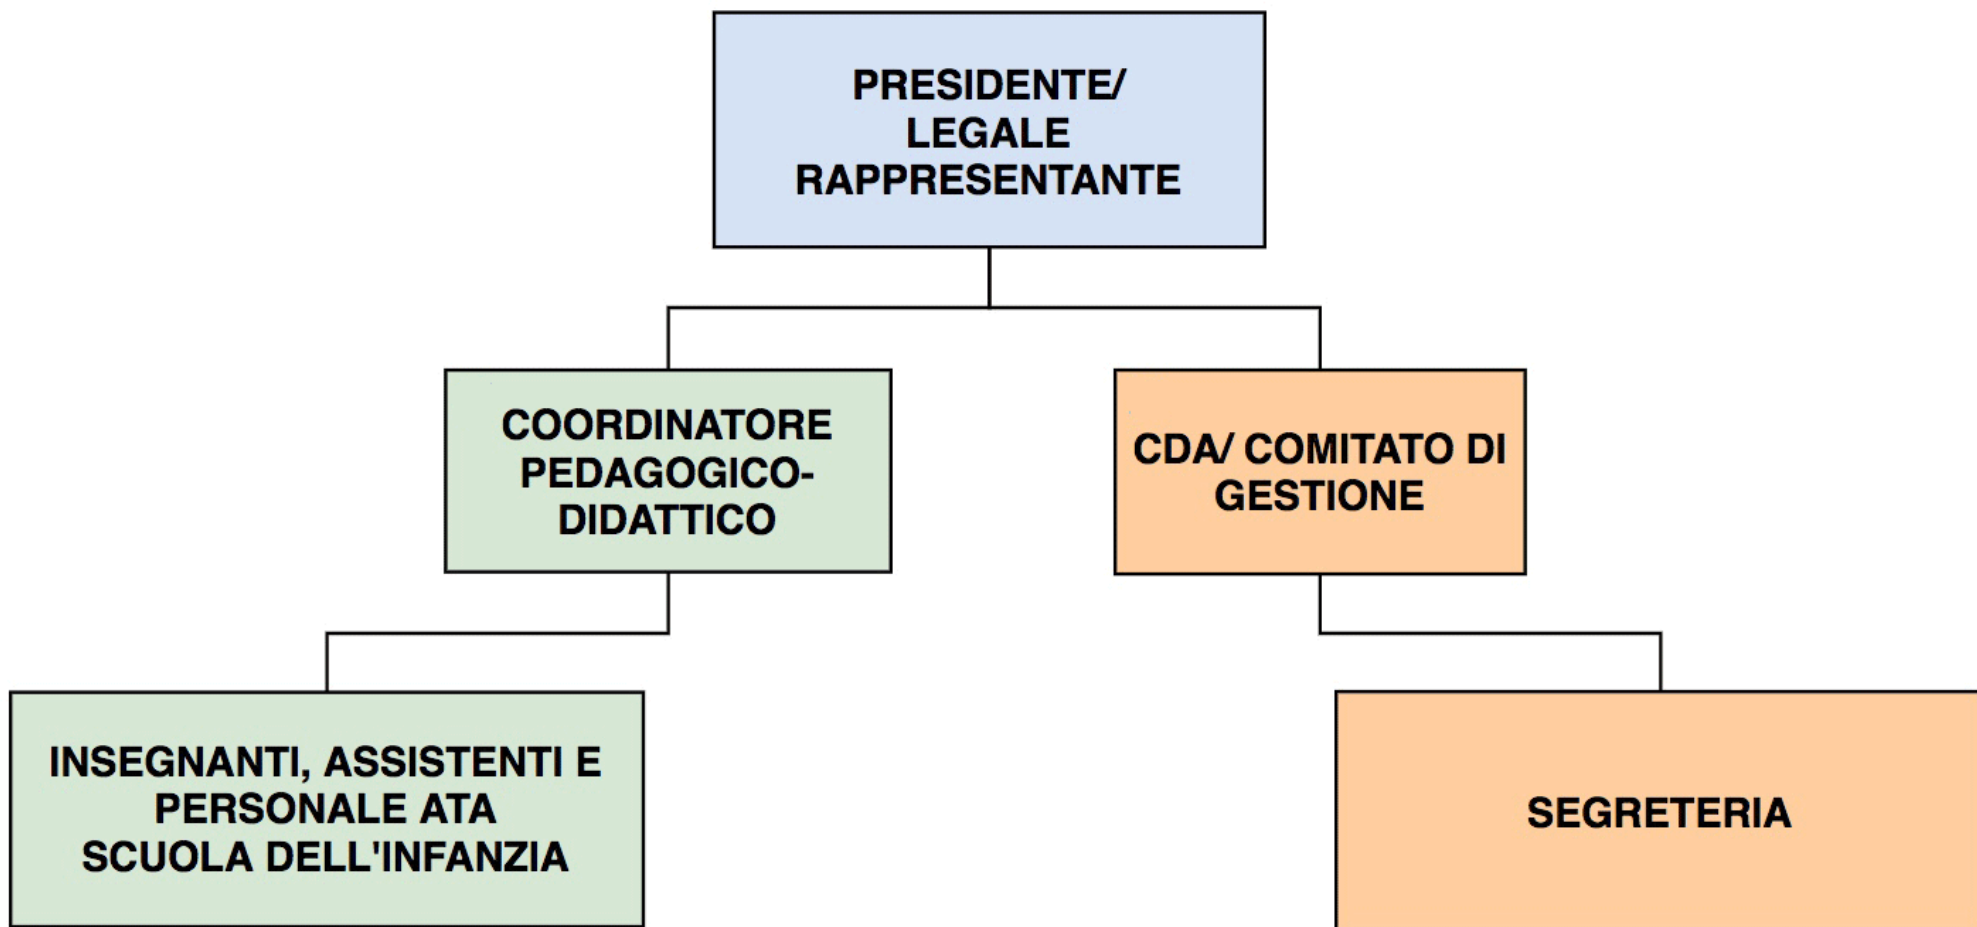 PRESIDENTE/
LEGALE
RAPPRESENTANTE
COORDINATORE
PEDAGOGICO-
DIDATTICO
CDA/ COMITATO DI
GESTIONE
INSEGNANTI, ASSISTENTI E
PERSONALE ATA
SCUOLA DELL'INFANZIA
SEGRETERIA